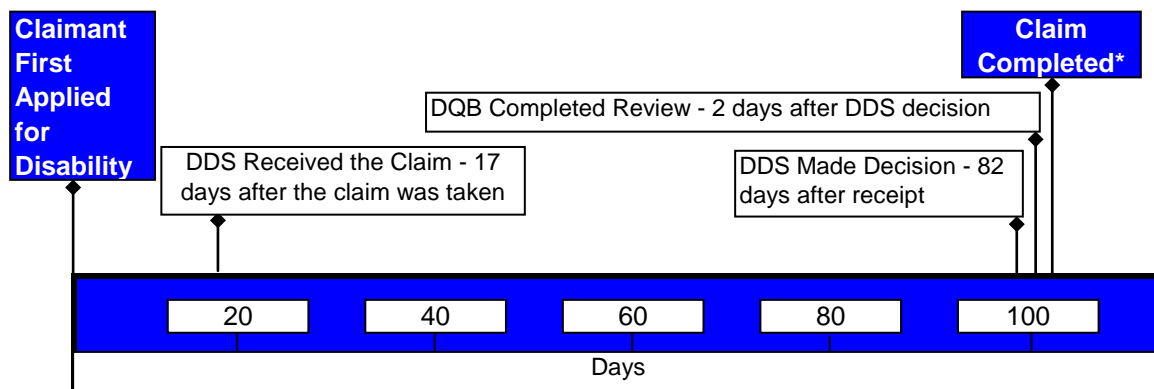 Claimant
First
Applied
for
Disability
Claim
Completed*
DQB Completed Review - 2 days after DDS decision
DDS Received the Claim - 17
days after the claim was taken
DDS Made Decision - 82
days after receipt
20
40
60
80
100
Days